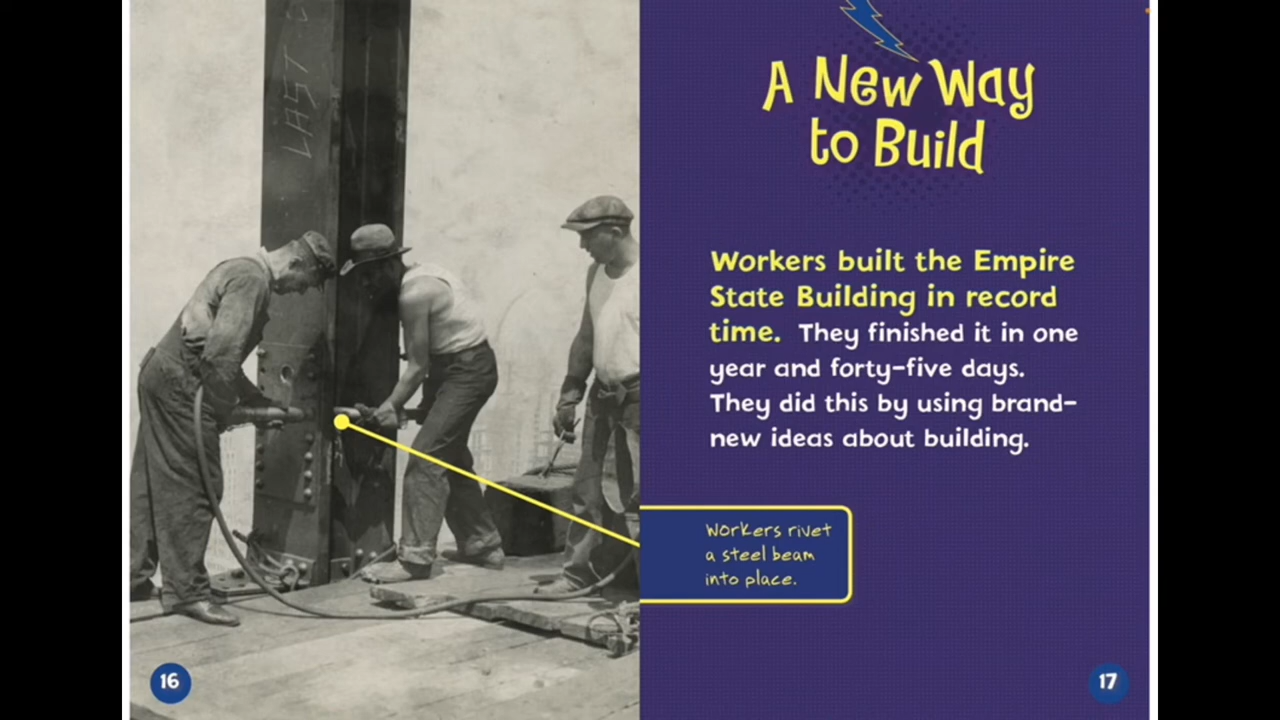 LAST
A New Way
to Build
Workers built the Empire
State Building in record
time. They finished it in one
year and forty-five days.
They did this by using brand-
new ideas about building.
Workers rivet
a steel beam
into place.
16
17